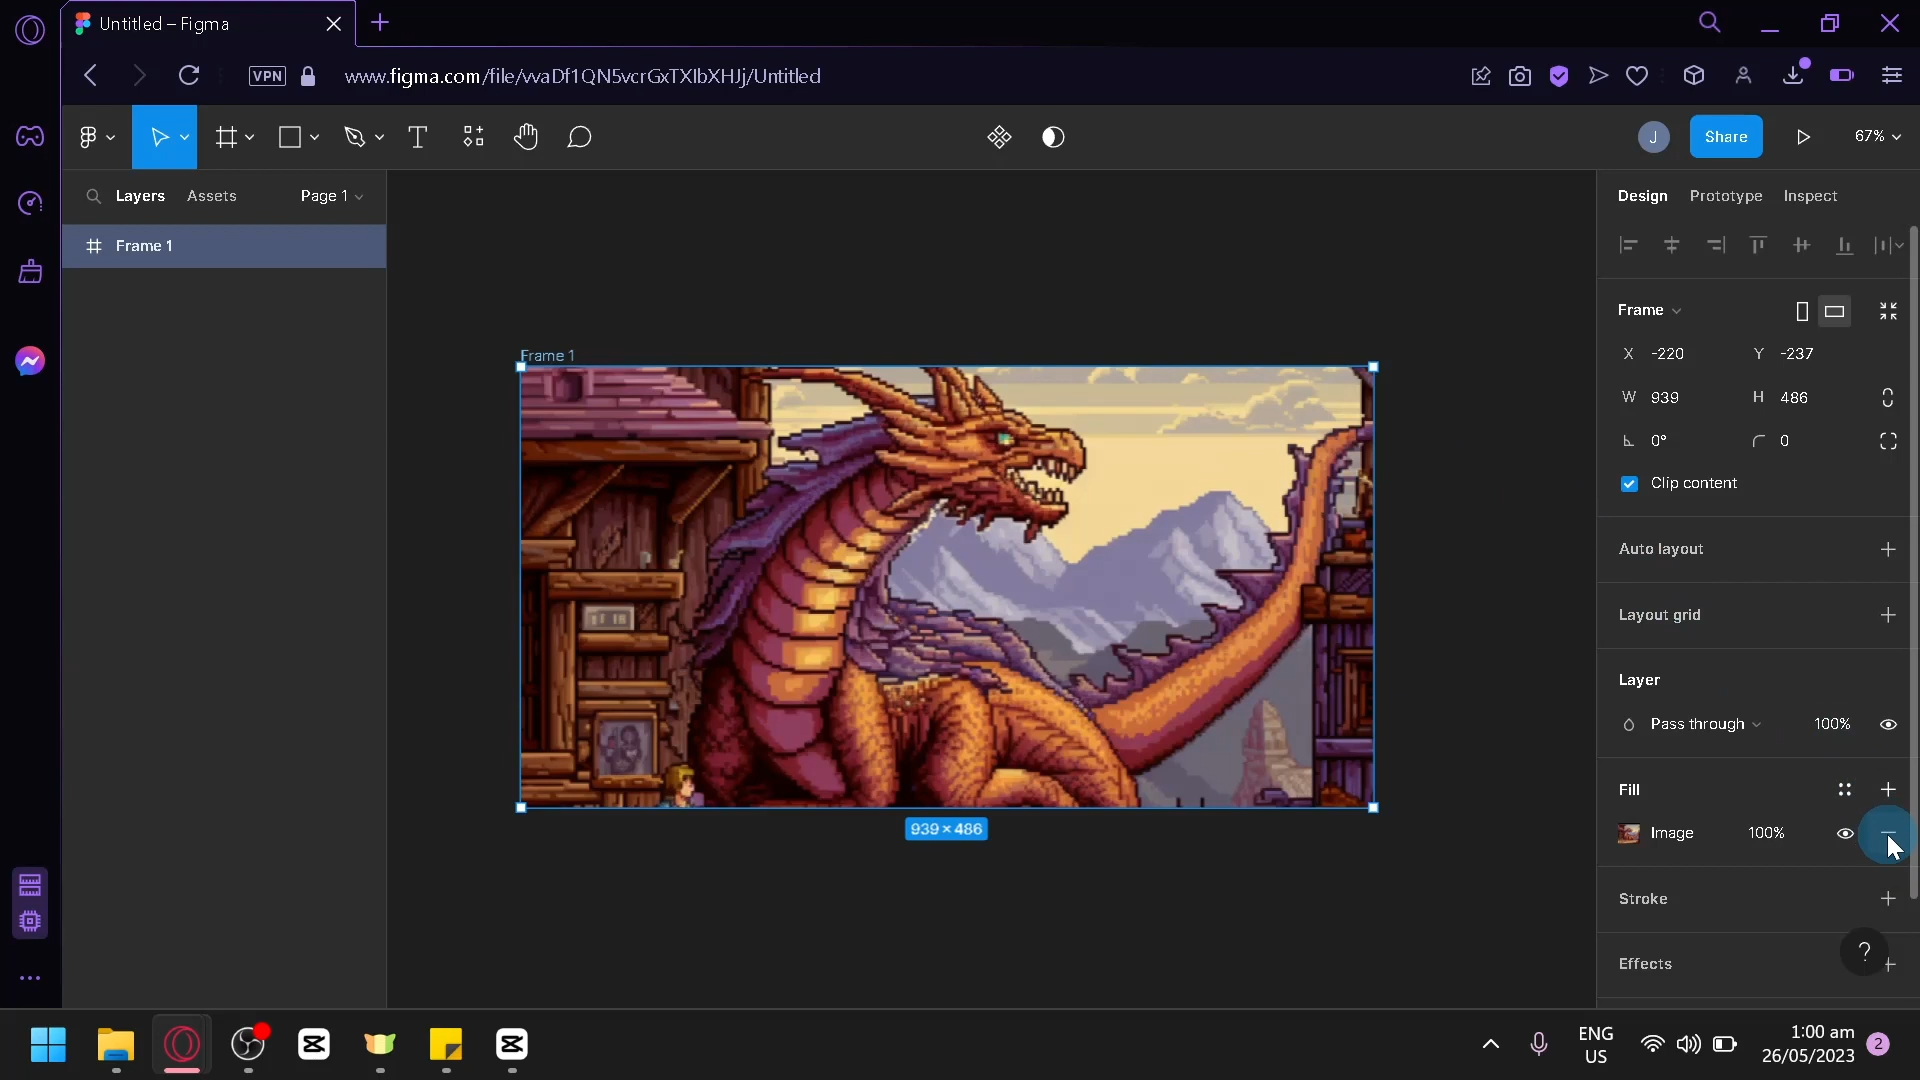 Untitled – Figma
VPN
www.figma.com/file/vvaDf1QN5vcrGxTXIbXHJj/Untitled
J
Share
67%
Layers
Assets
Page 1
Frame 1
Frame 1
939 × 486
Design
Prototype
Inspect
Frame
X
-220
Y
-237
W
939
H
486
0°
0
Clip content
Auto layout
Layout grid
Layer
Pass through
100%
Fill
Image
100%
Stroke
Effects
?
ENG
US
1:00 am
26/05/2023
2